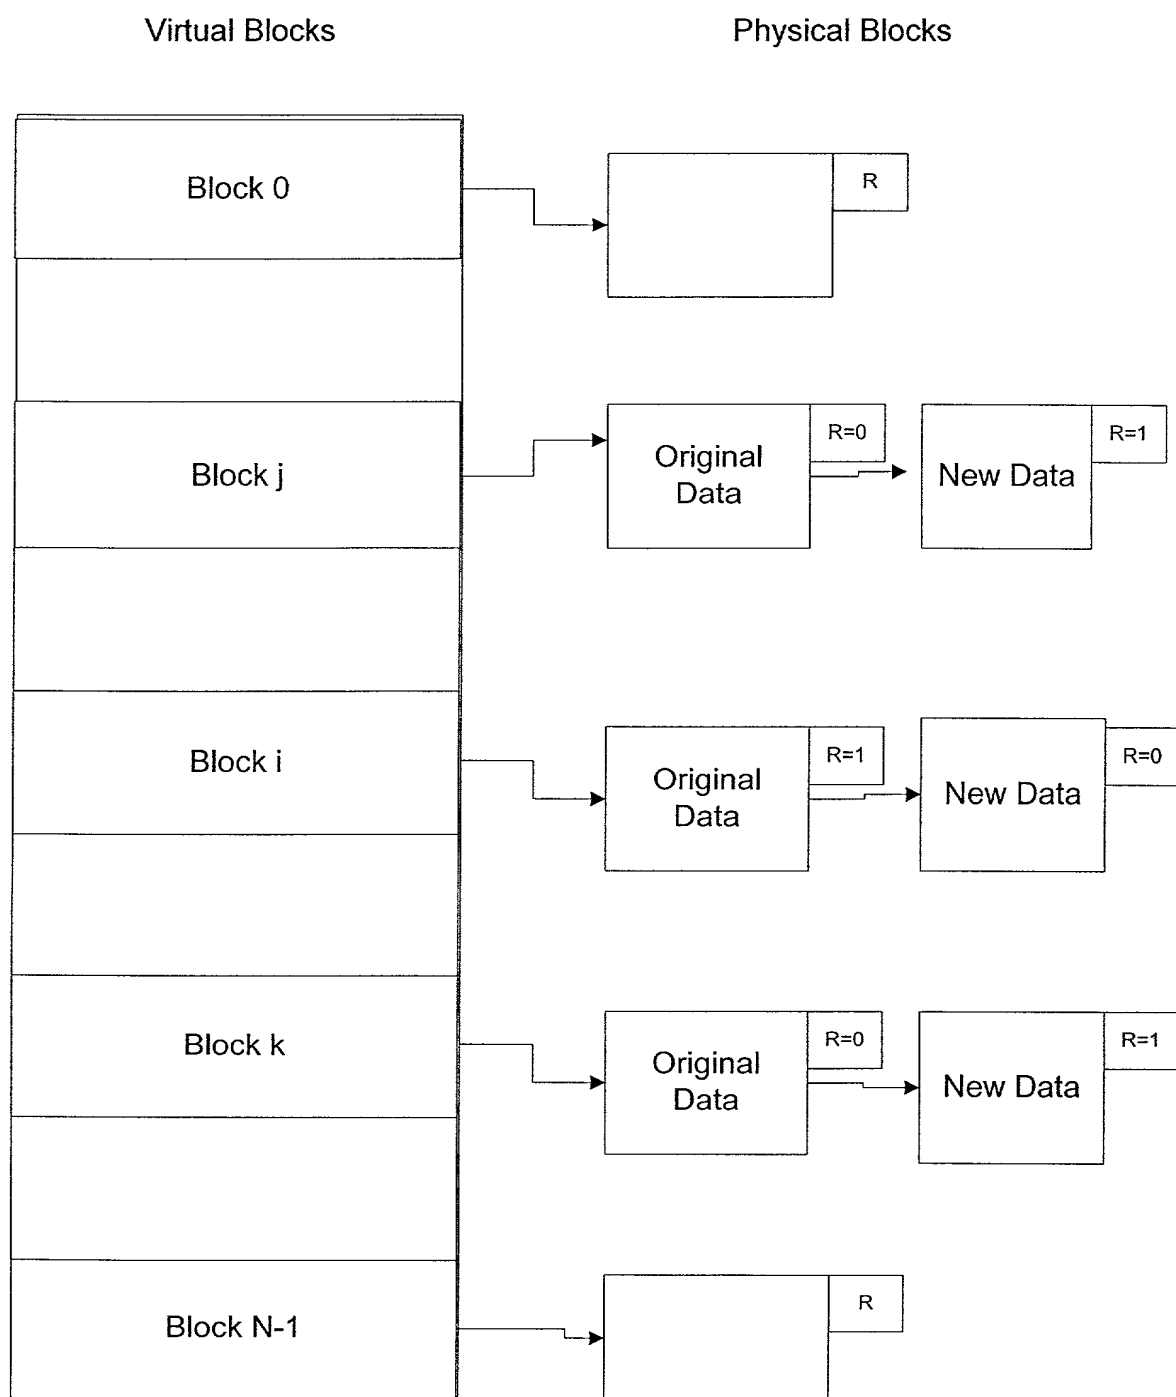 Virtual Blocks
Physical Blocks
Block 0
R
Block j
Original
Data
R=0
New Data
R=1
Block i
Original
Data
R=1
New Data
R=0
Block k
Original
Data
R=0
New Data
R=1
Block N-1
R